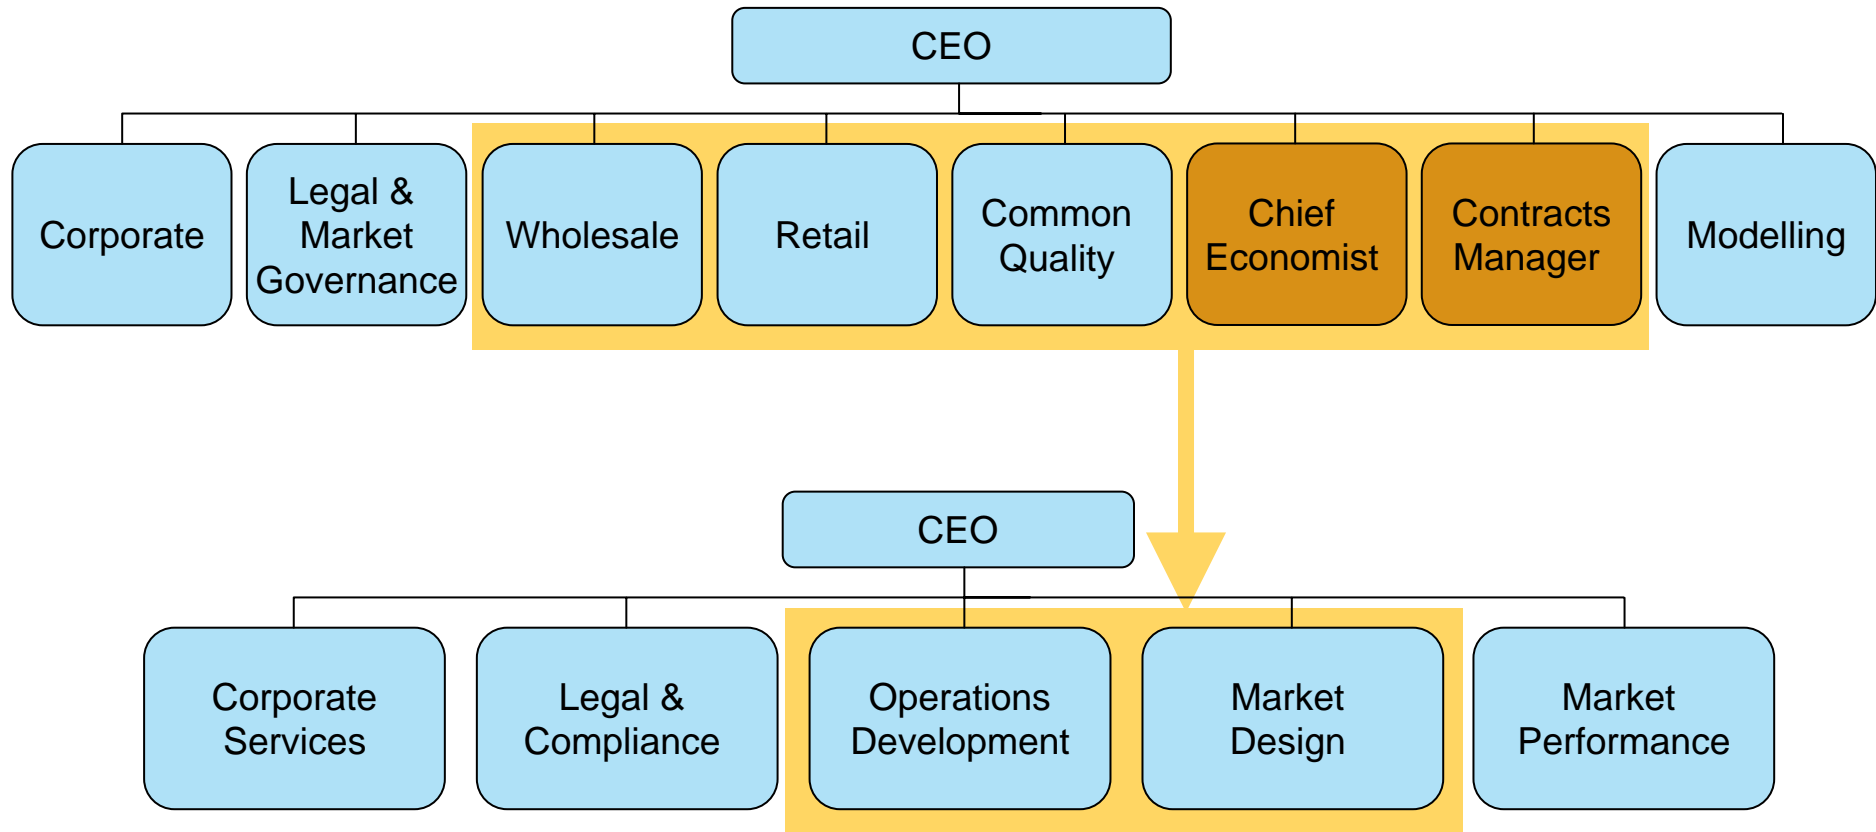 CEO
Corporate
Legal &
Market
Governance
Wholesale
Retail
Common
Quality
Chief
Economist
Contracts
Manager
Modelling
CEO
Corporate
Services
Legal &
Compliance
Operations
Development
Market
Design
Market
Performance